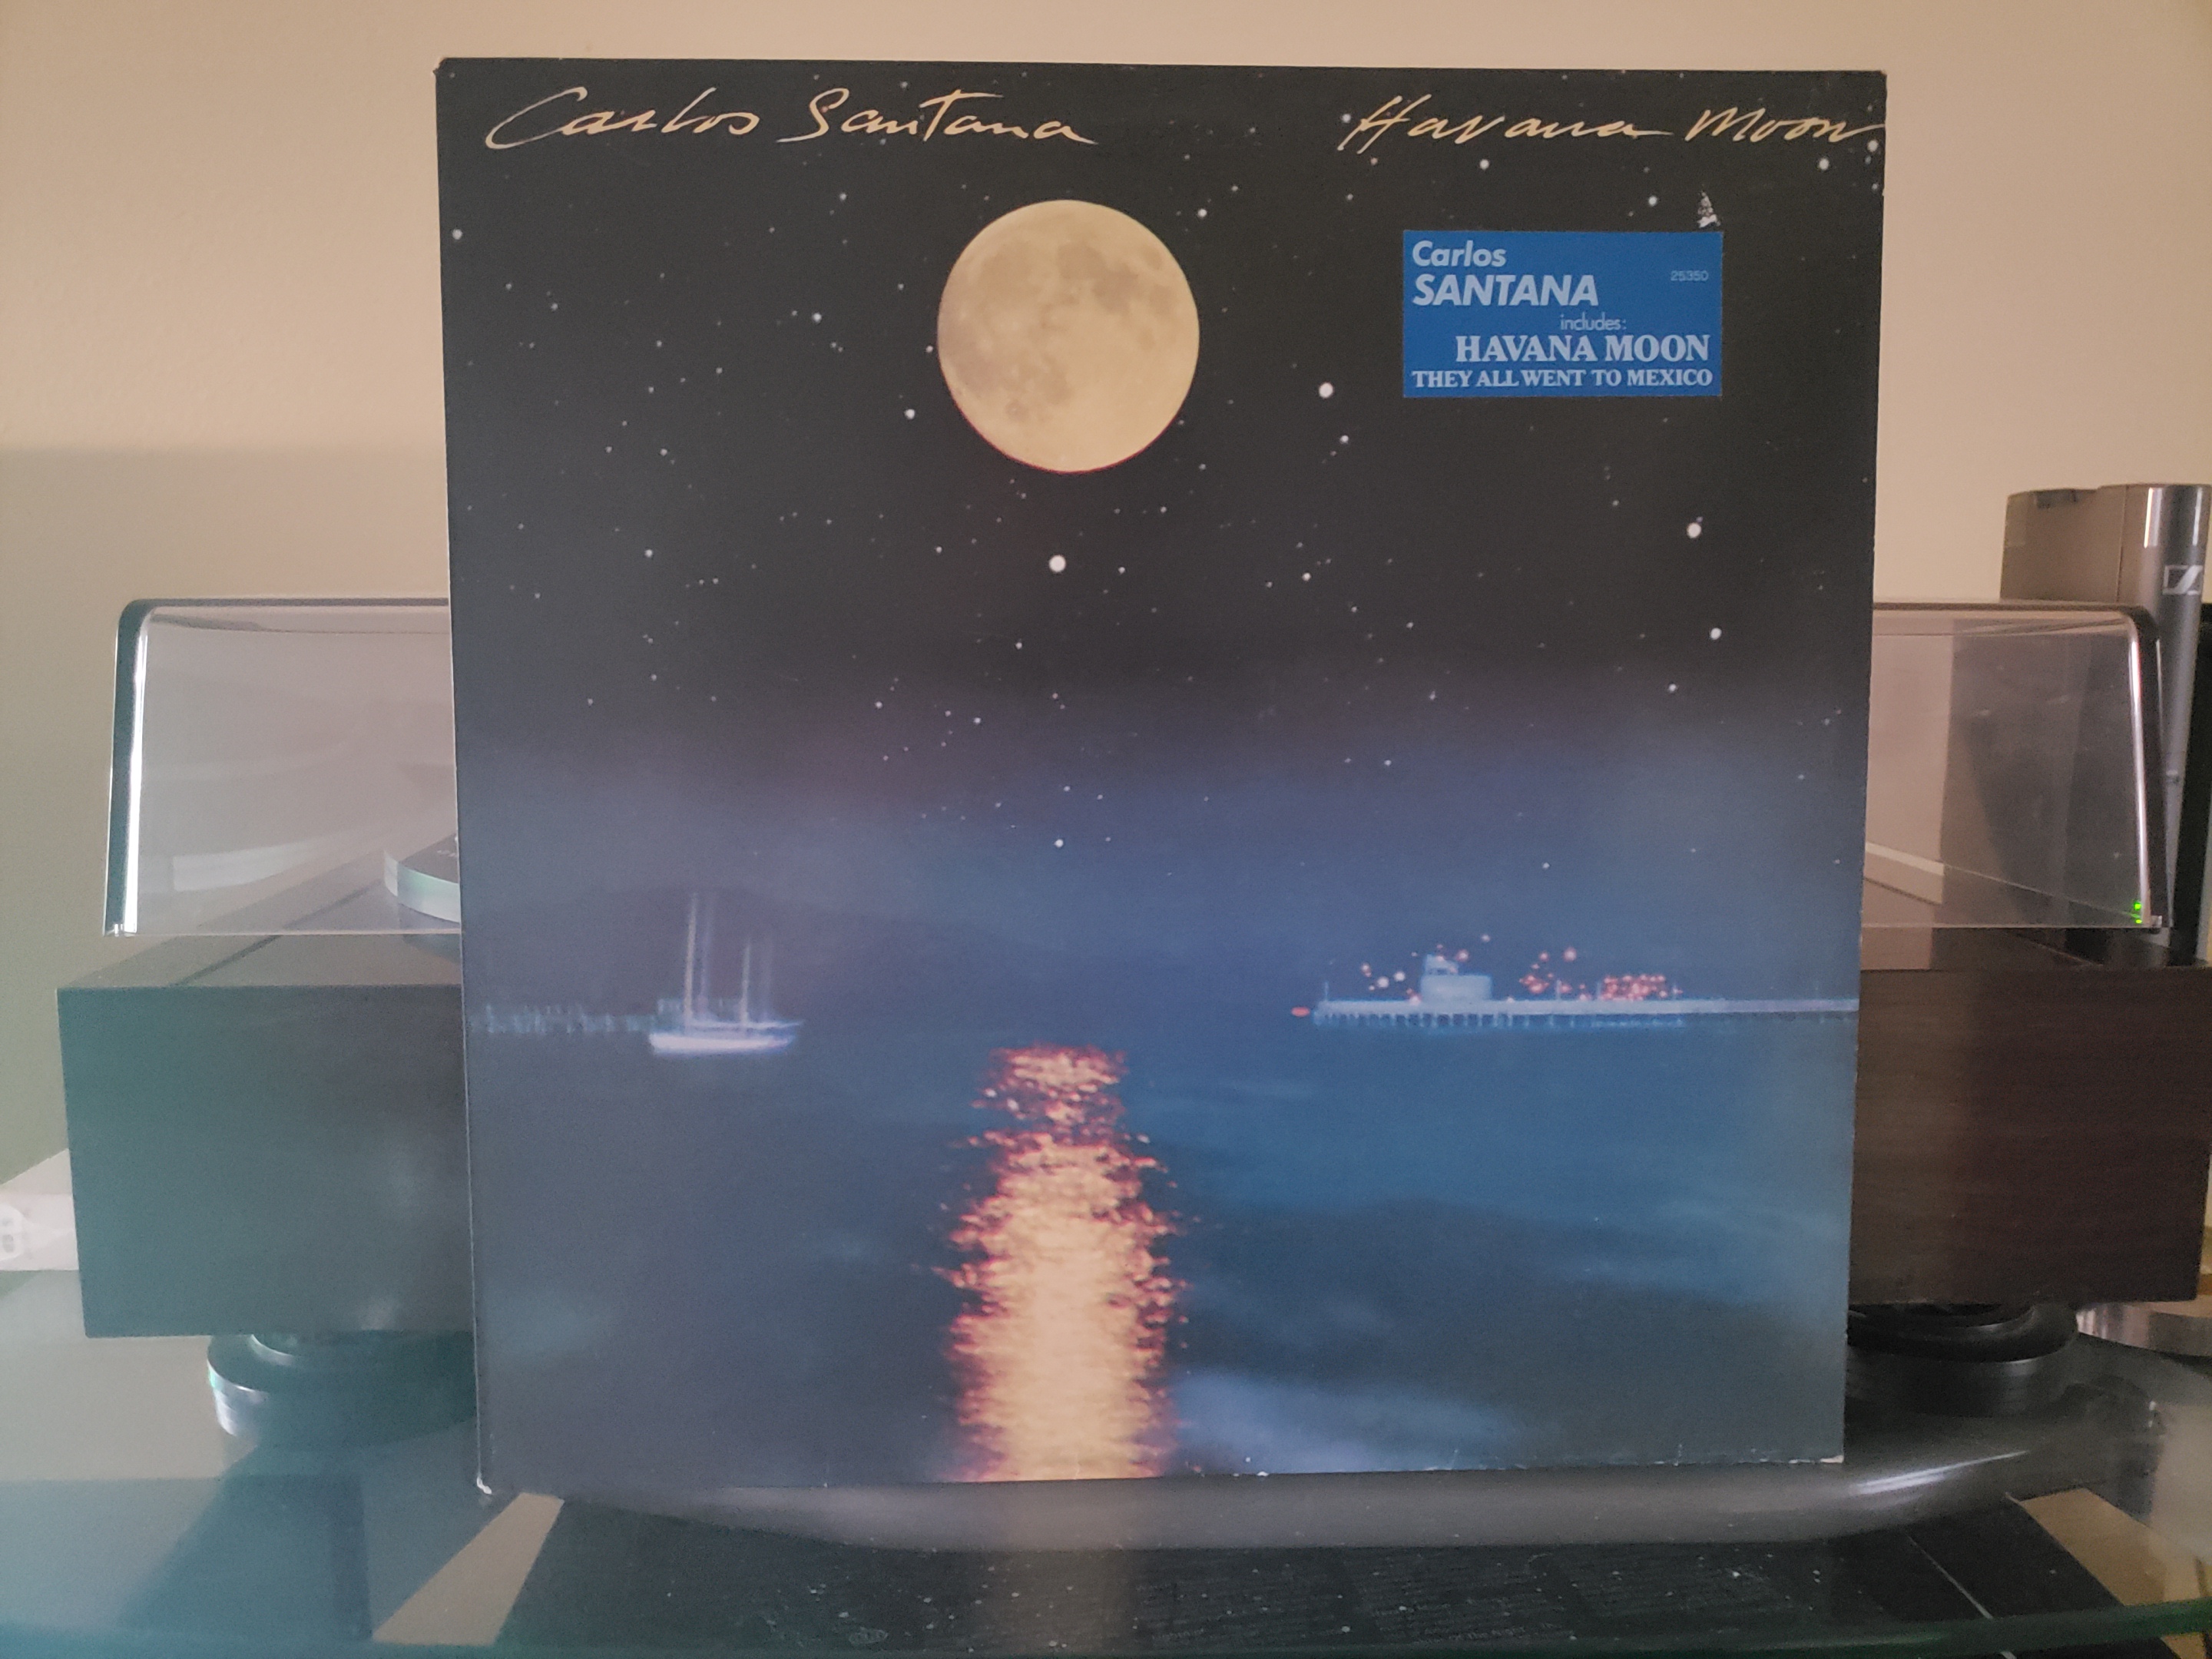 Carlos Santana Havana Moon
Carlos
SANTANA 25350
includes:
HAVANA MOON
THEY ALL WENT TO MEXICO